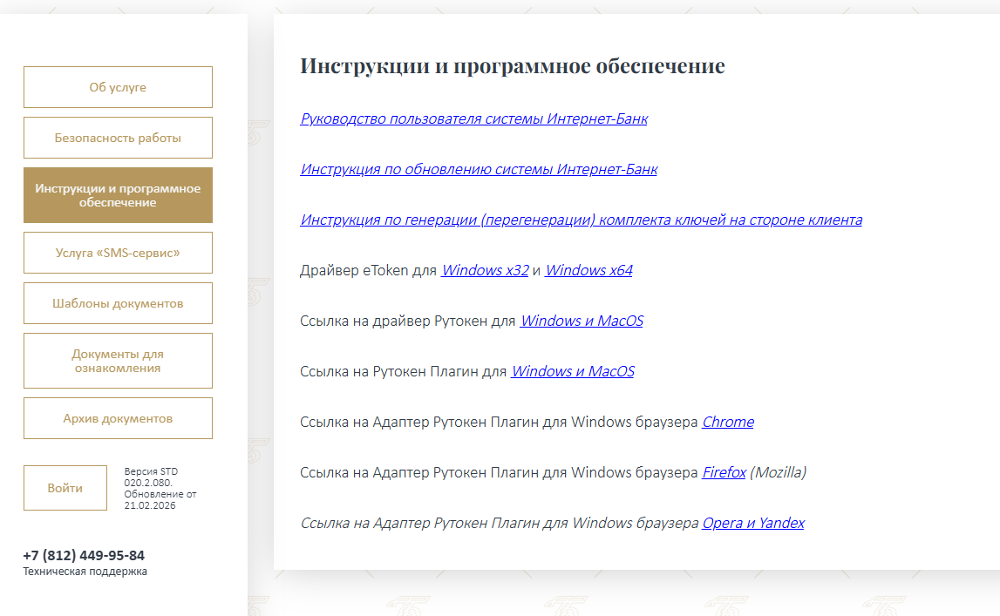 Об услуге
Безопасность работы
Инструкции и программное
обеспечение
Услуга «SMS-сервис»
Шаблоны документов
Документы для
ознакомления
Архив документов
Войти
Версия STD
020.2.080.
Обновление от
21.02.2026
+7 (812) 449-95-84
Техническая поддержка
Инструкции и программное обеспечение
Руководство пользователя системы Интернет-Банк
Инструкция по обновлению системы Интернет-Банк
Инструкция по генерации (перегенерации) комплекта ключей на стороне клиента
Драйвер eToken для Windows x32 и Windows x64
Ссылка на драйвер Рутокен для Windows и MacOS
Ссылка на Рутокен Плагин для Windows и MacOS
Ссылка на Адаптер Рутокен Плагин для Windows браузера Chrome
Ссылка на Адаптер Рутокен Плагин для Windows браузера Firefox (Mozilla)
Ссылка на Адаптер Рутокен Плагин для Windows браузера Opera и Yandex